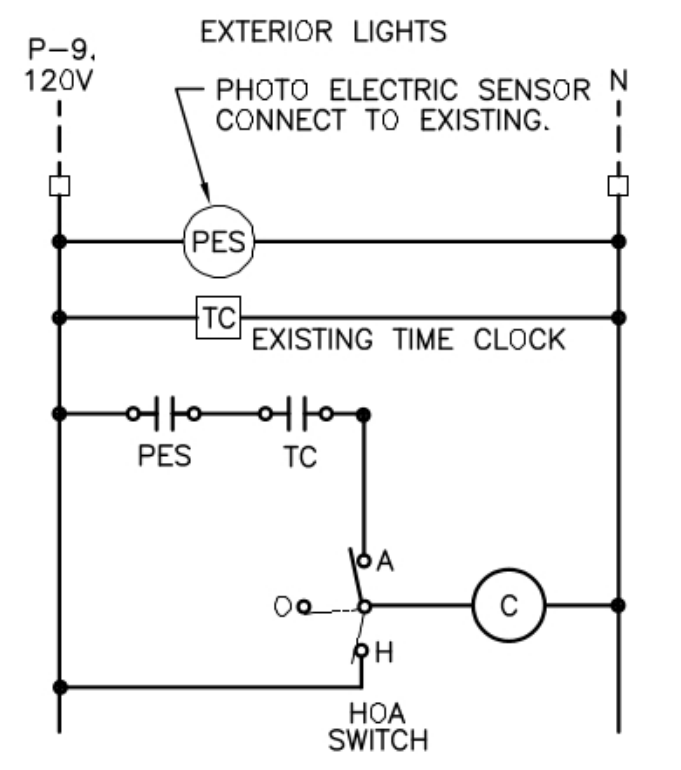 EXTERIOR LIGHTS
P-9,
120V
PHOTO ELECTRIC SENSOR
CONNECT TO EXISTING.
N
PES
TC
EXISTING TIME CLOCK
PES
TC
A
O
C
H
HOA
SWITCH